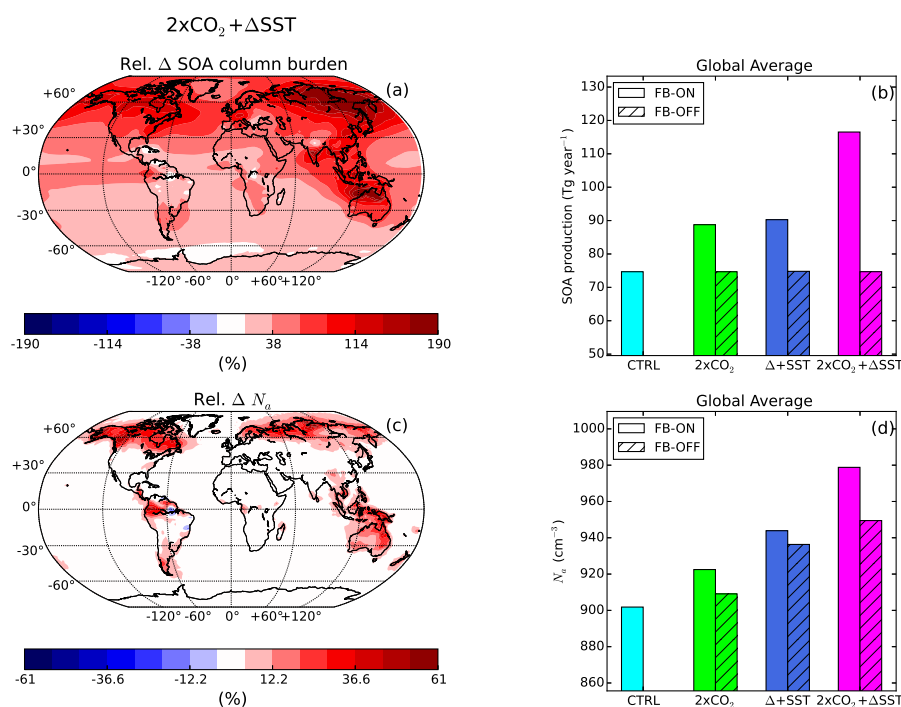 2xCO₂+ΔSST
Rel. Δ SOA column burden
(a)
+60°
+30°
0°
-30°
-60°
-120° 0° +60° +120°
-190 -114 -38 38 114 190
(%)
Global Average
(b)
FB-ON
FB-OFF
SOA production (Tg year⁻¹)
130
120
110
100
90
80
70
60
50
CTRL 2xCO₂ Δ+SST 2xCO₂+ΔSST
Rel. Δ Nₐ
(c)
+60°
+30°
0°
-30°
-60°
-120° 0° +60° +120°
-61 -36.6 -12.2 12.2 36.6 61
(%)
Global Average
(d)
FB-ON
FB-OFF
Nₐ (cm⁻³)
1000
980
960
940
920
900
880
860
CTRL 2xCO₂ Δ+SST 2xCO₂+ΔSST